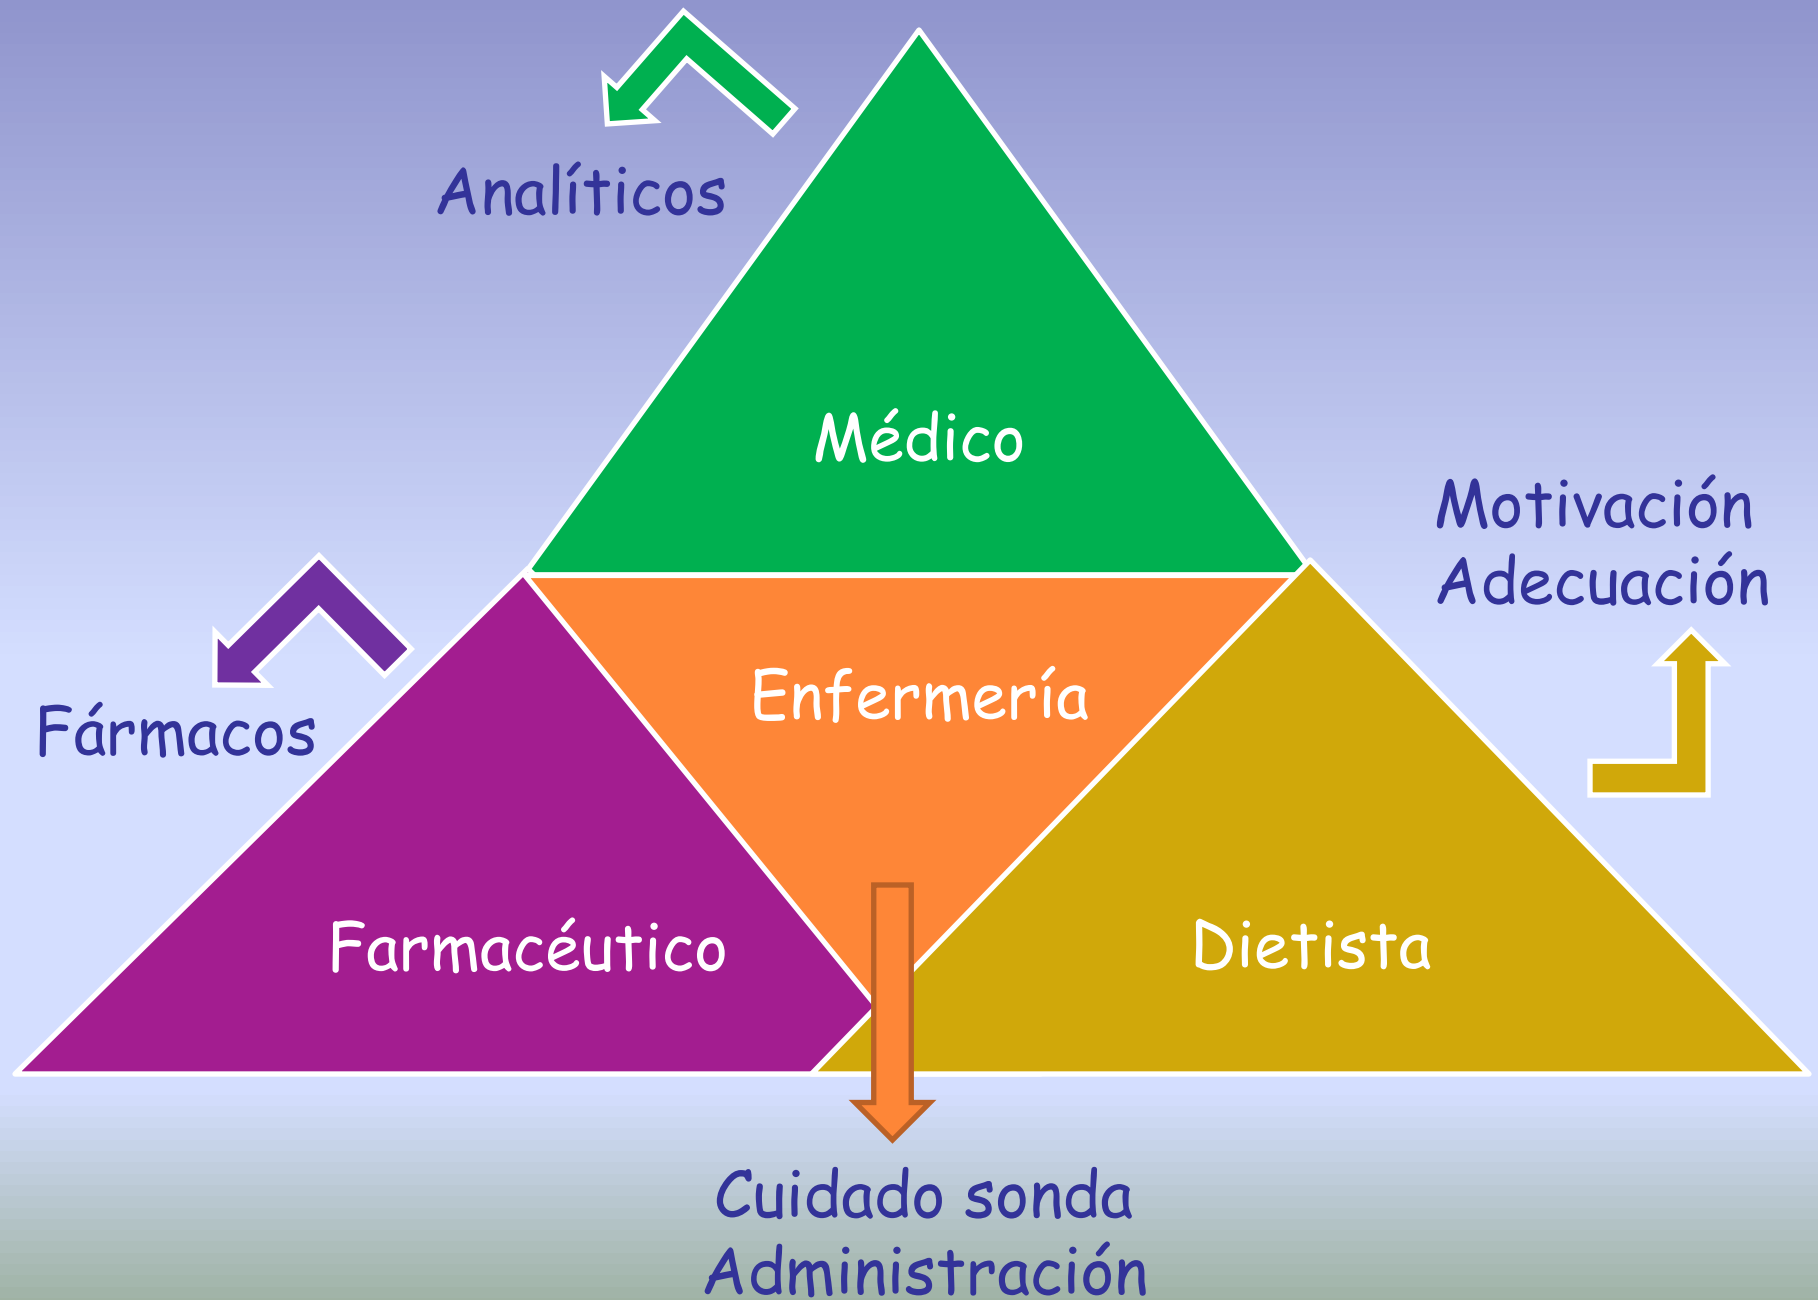 Analíticos
Médico
Motivación
Adecuación
Enfermería
Fármacos
Farmacéutico
Dietista
Cuidado sonda
Administración